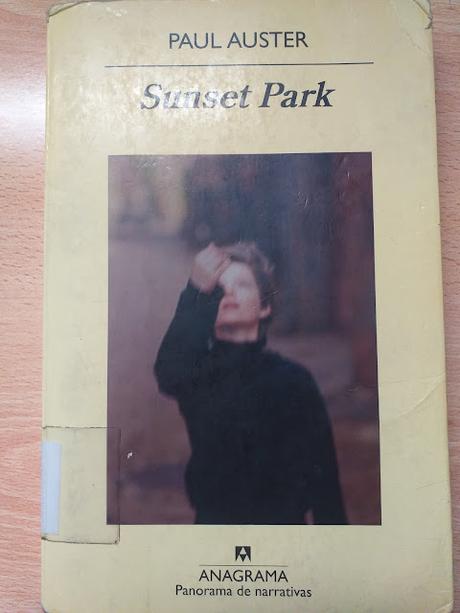 PAUL AUSTER
Sunset Park
ANAGRAMA
Panorama de narrativas